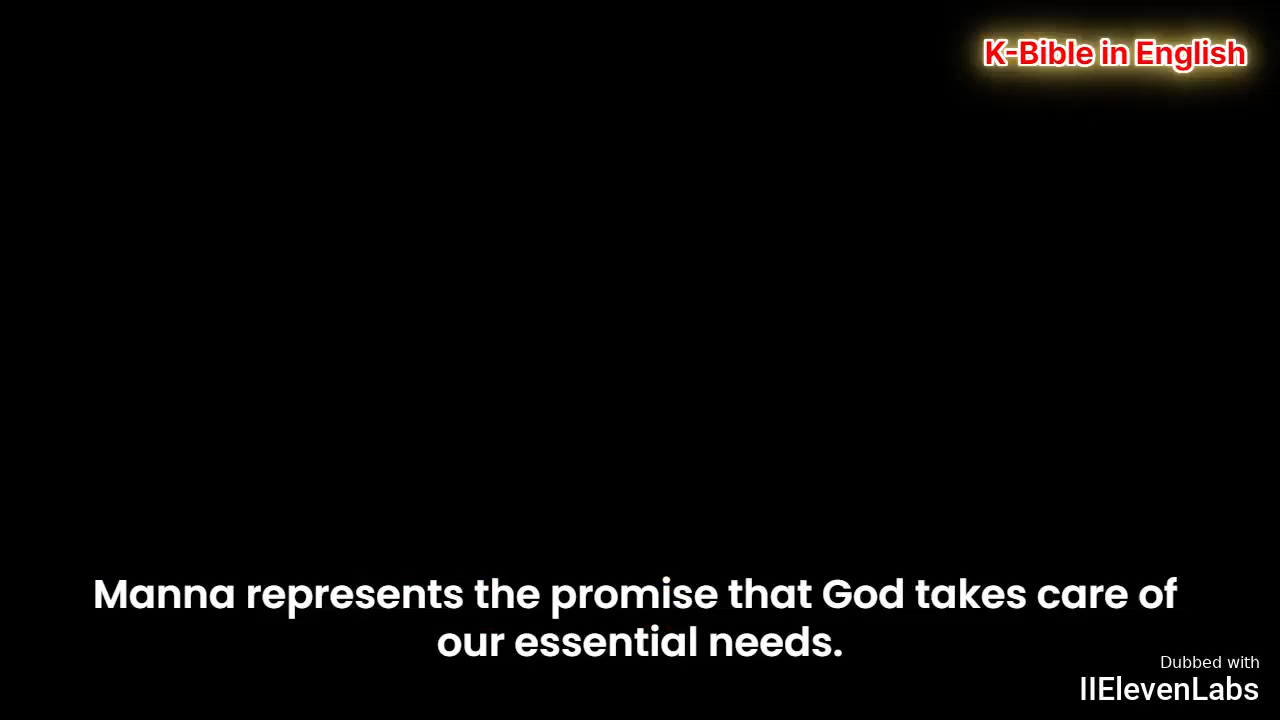 K-Bible in English
Manna represents the promise that God takes care of
our essential needs.
Dubbed with
IIElevenLabs